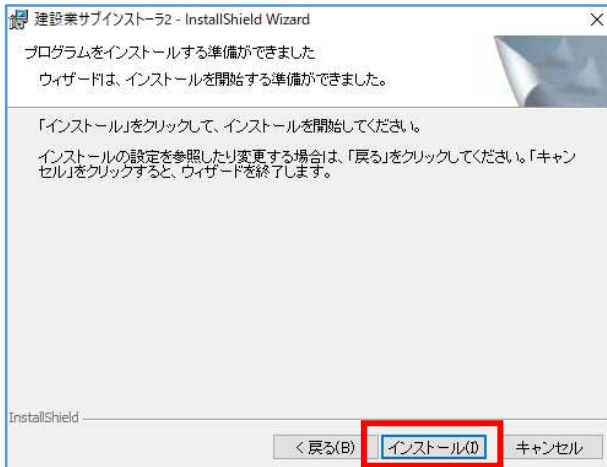 建設業サブインストーラ2 - InstallShield Wizard
プログラムをインストールする準備ができました
ウィザードは、インストールを開始する準備ができました。
「インストール」をクリックして、インストールを開始してください。
インストールの設定を参照したり変更する場合は、「戻る」をクリックしてください。「キャン
セル」をクリックすると、ウィザードを終了します。
InstallShield
< 戻る(B) インストール(I) キャンセル